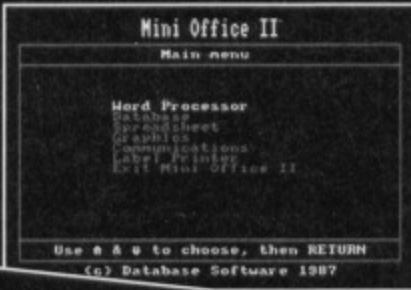 Mini Office II
Main menu
Word Processor
Database
Spreadsheet
Graphics
Communications
Label Printer
Exit Mini Office II
Use ⇑ & ⇓ to choose, then RETURN
(c) Database Software 1987